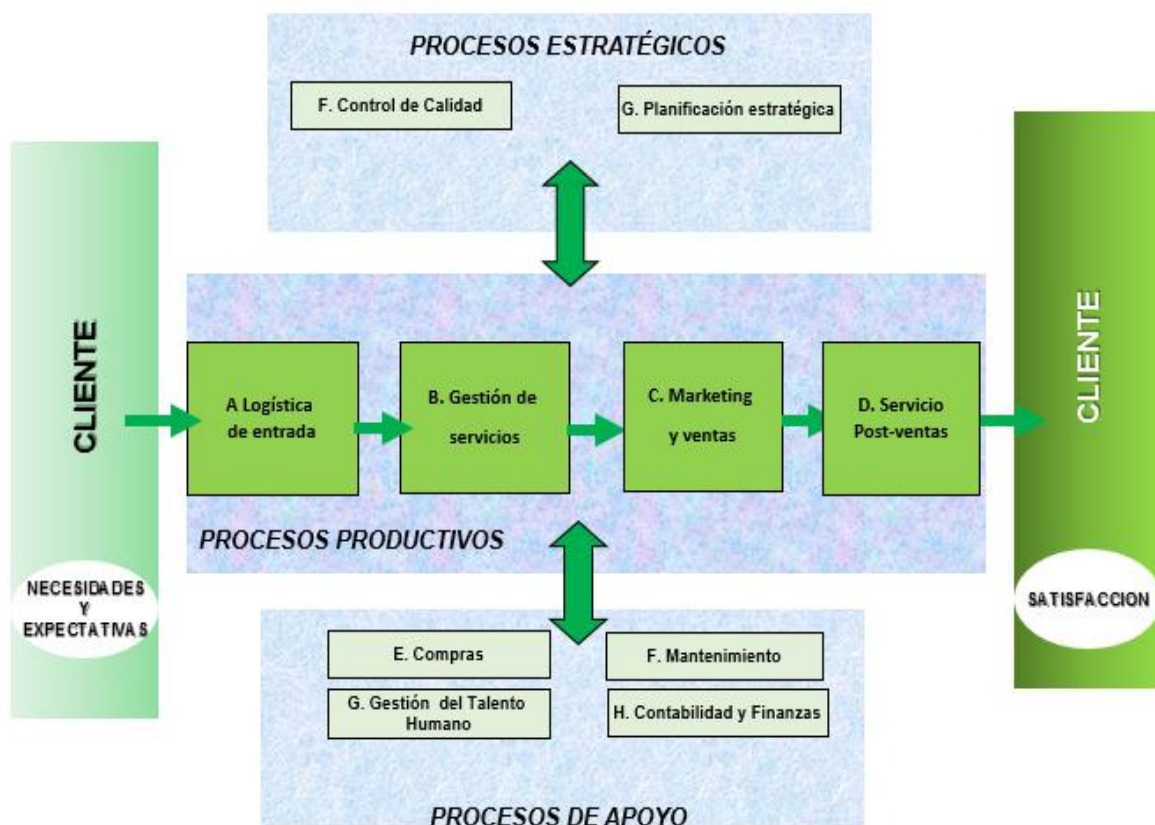 PROCESOS ESTRATÉGICOS
F. Control de Calidad
G. Planificación estratégica
CLIENTE
NECESIDADES
Y
EXPECTATIVAS
A Logística
de entrada
B. Gestión de
servicios
C. Marketing
y ventas
D. Servicio
Post-ventas
PROCESOS PRODUCTIVOS
CLIENTE
SATISFACCION
E. Compras
F. Mantenimiento
G. Gestión del Talento
Humano
H. Contabilidad y Finanzas
PROCESOS DE APOYO